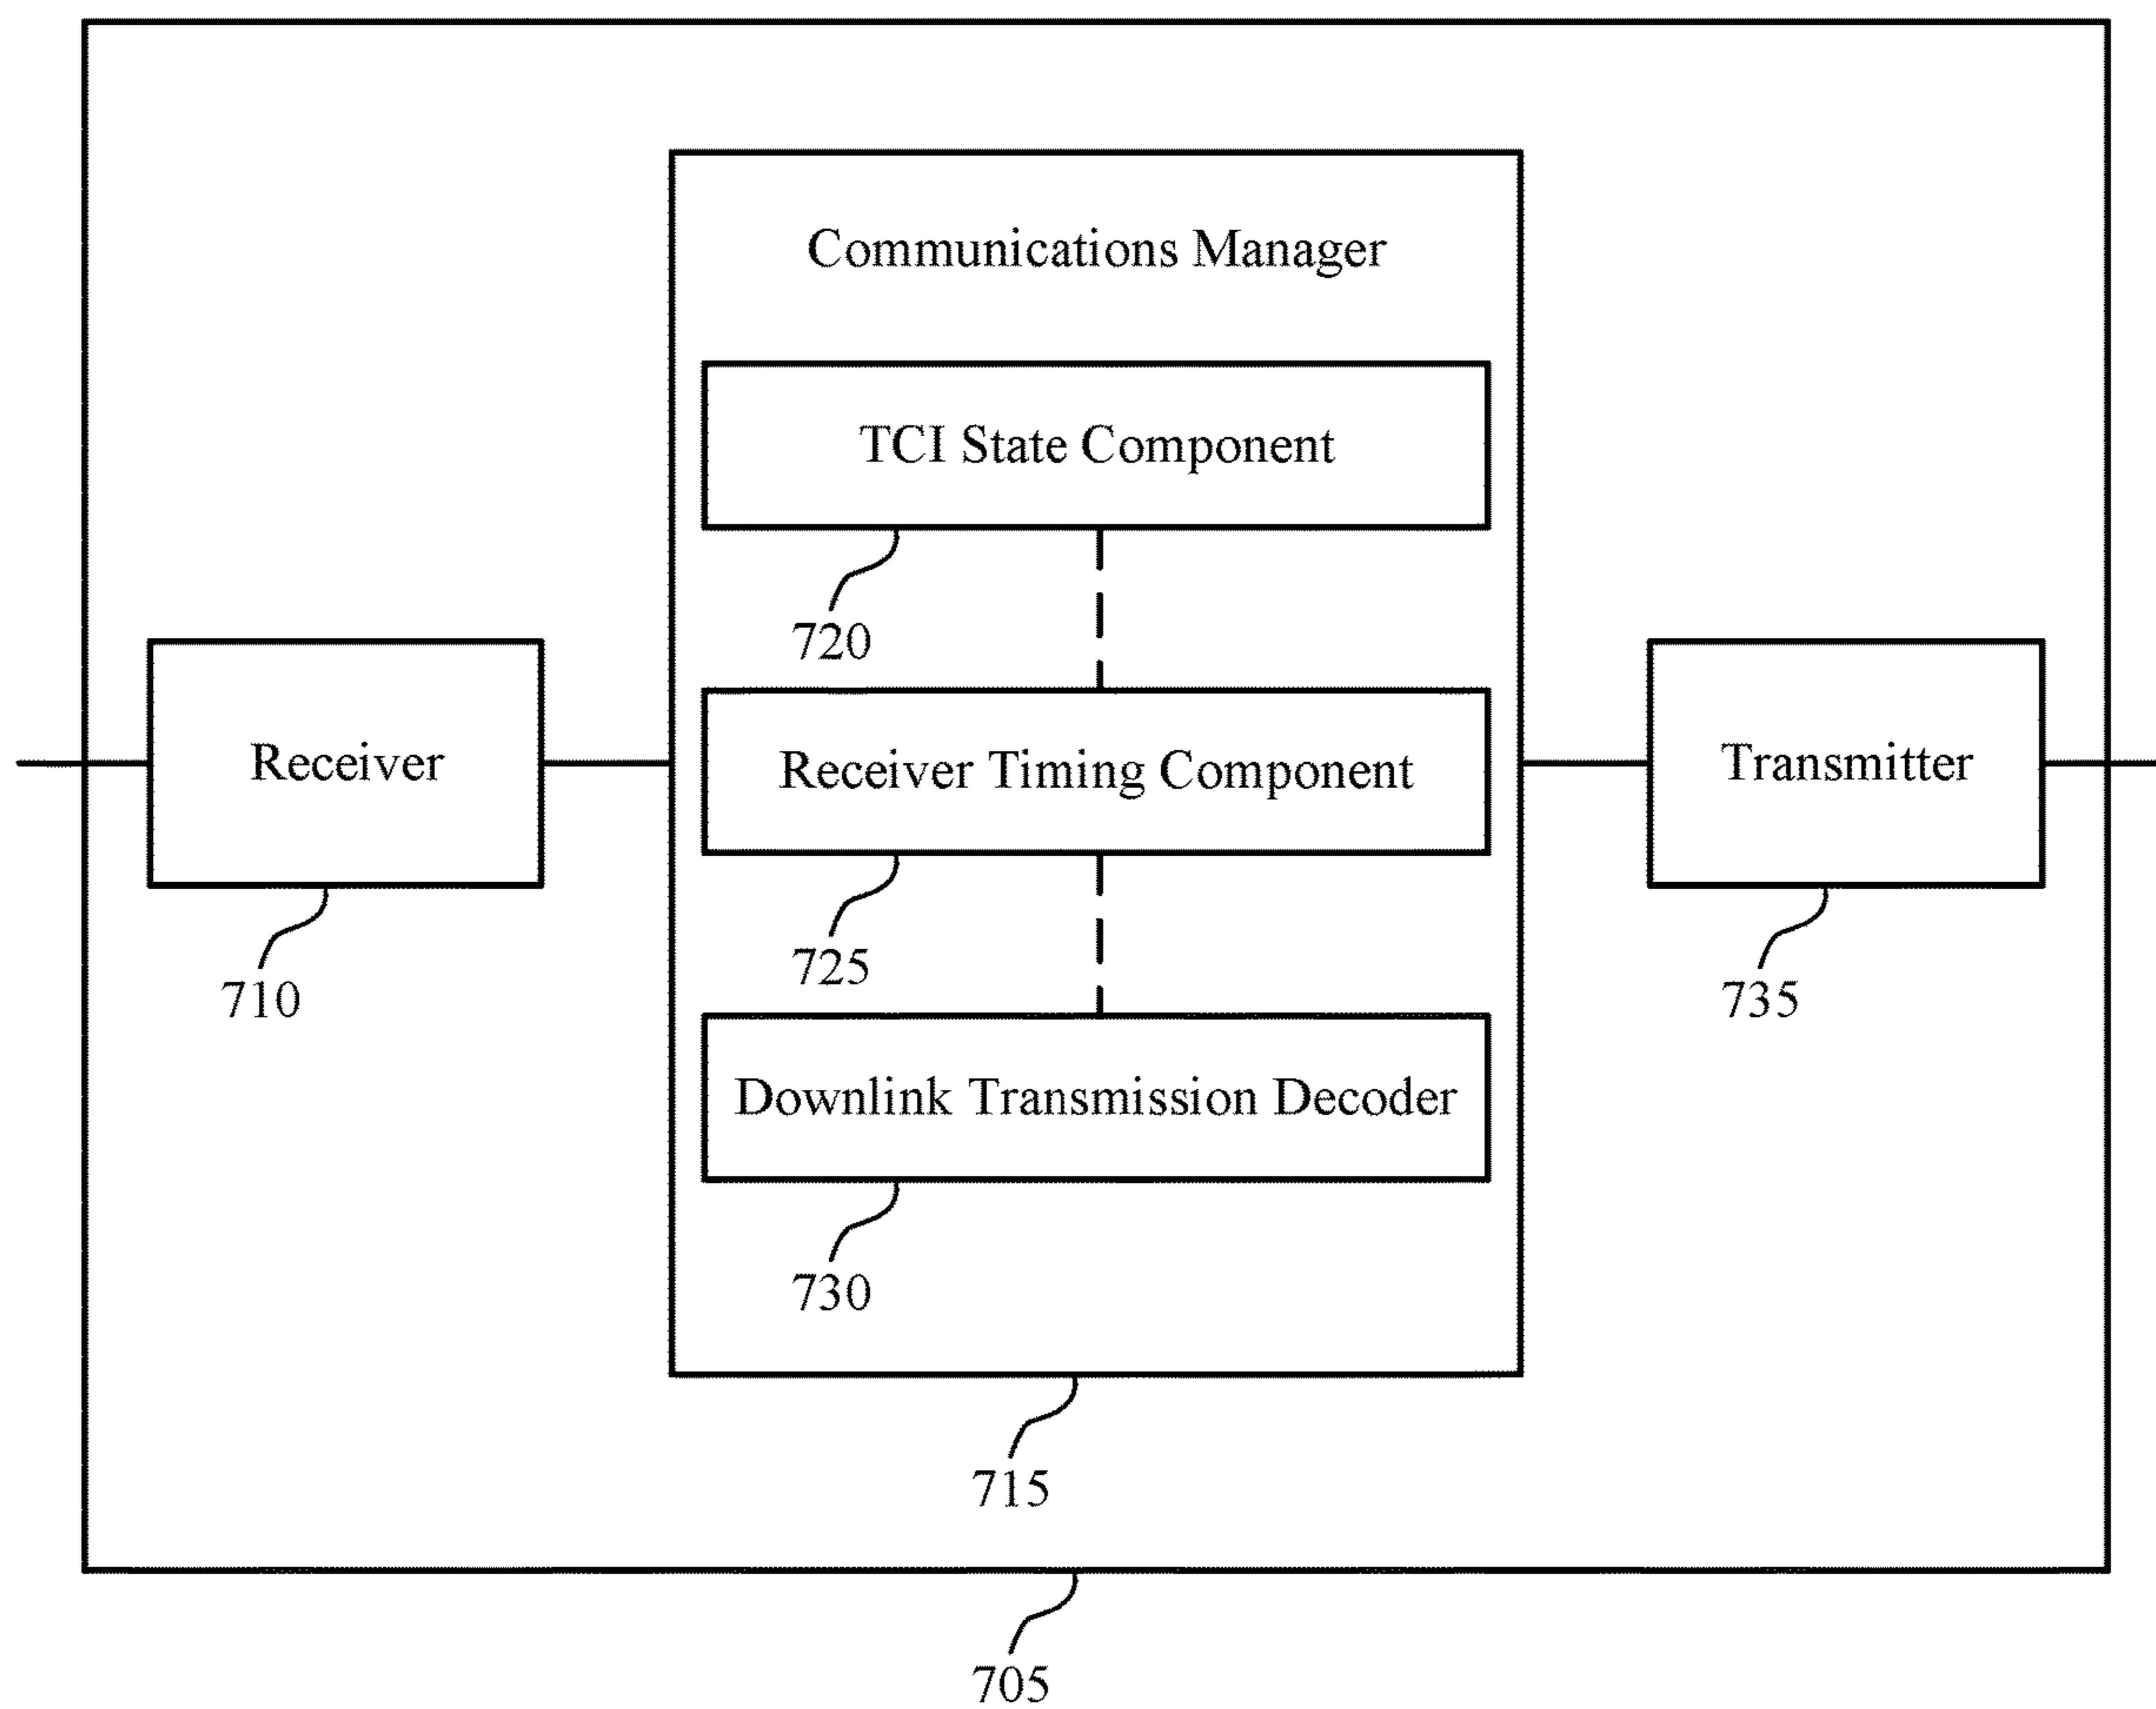 Communications Manager
TCI State Component
720
Receiver
Receiver Timing Component
Transmitter
710
725
735
Downlink Transmission Decoder
730
715
705